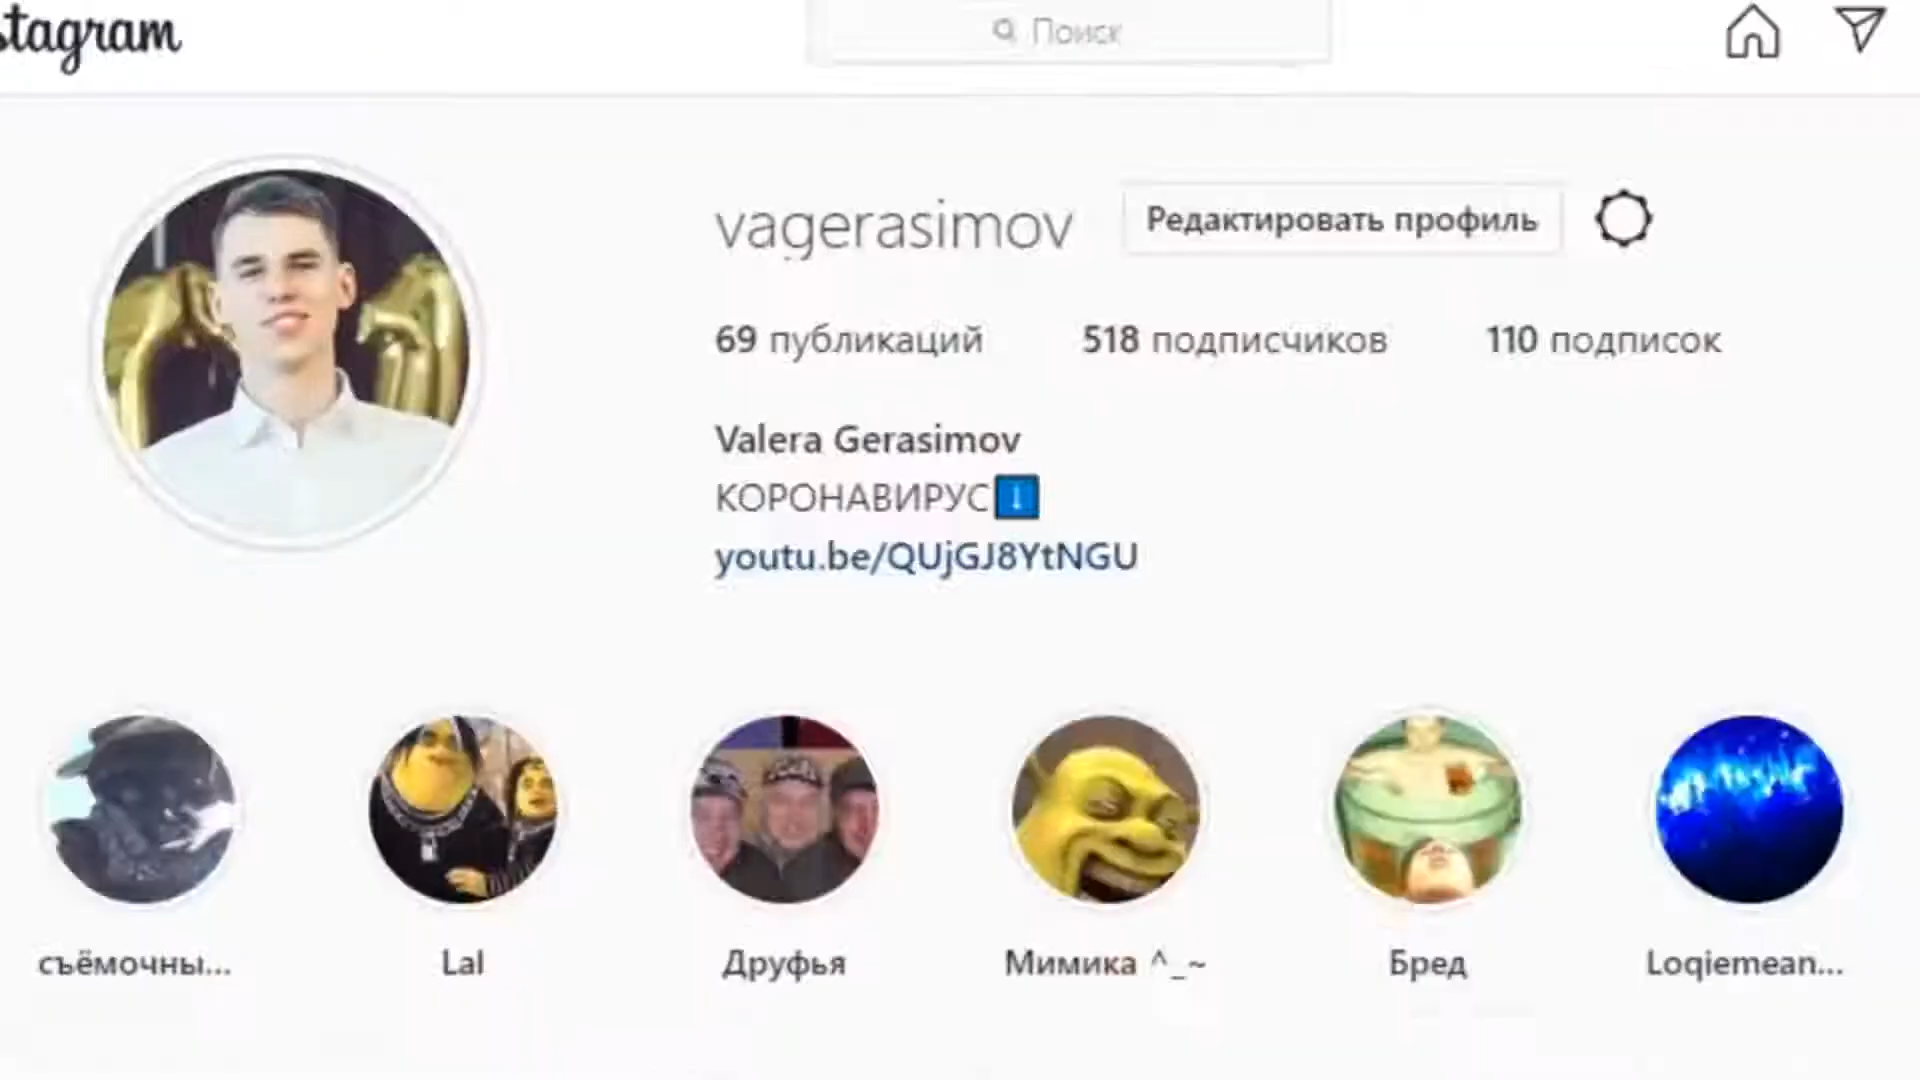 stagram
Поиск
vagerasimov
Редактировать профиль
69 публикаций 518 подписчиков 110 подписок
Valera Gerasimov
КОРОНАВИРУС⬇️
youtu.be/QUjGJ8YtNGU
съёмочны... Lal Друфья Мимика ^_~ Бред Loqiemean...